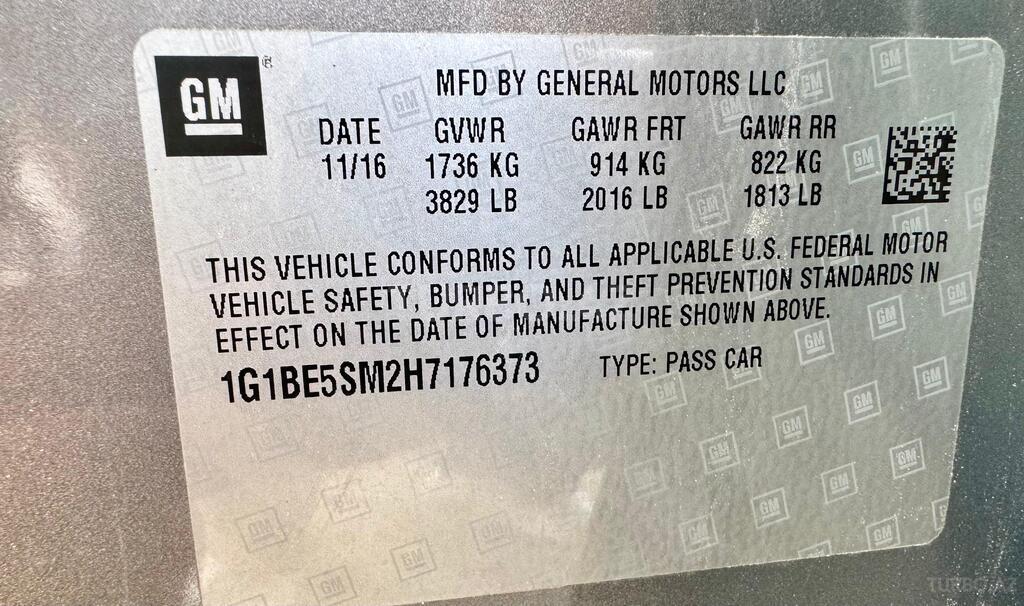 GM
MFD BY GENERAL MOTORS LLC
DATE GVWR GAWR FRT GAWR RR
11/16 1736 KG 914 KG 822 KG
3829 LB 2016 LB 1813 LB
THIS VEHICLE CONFORMS TO ALL APPLICABLE U.S. FEDERAL MOTOR
VEHICLE SAFETY, BUMPER, AND THEFT PREVENTION STANDARDS IN
EFFECT ON THE DATE OF MANUFACTURE SHOWN ABOVE.
1G1BE5SM2H7176373 TYPE: PASS CAR
TURBO.AZ